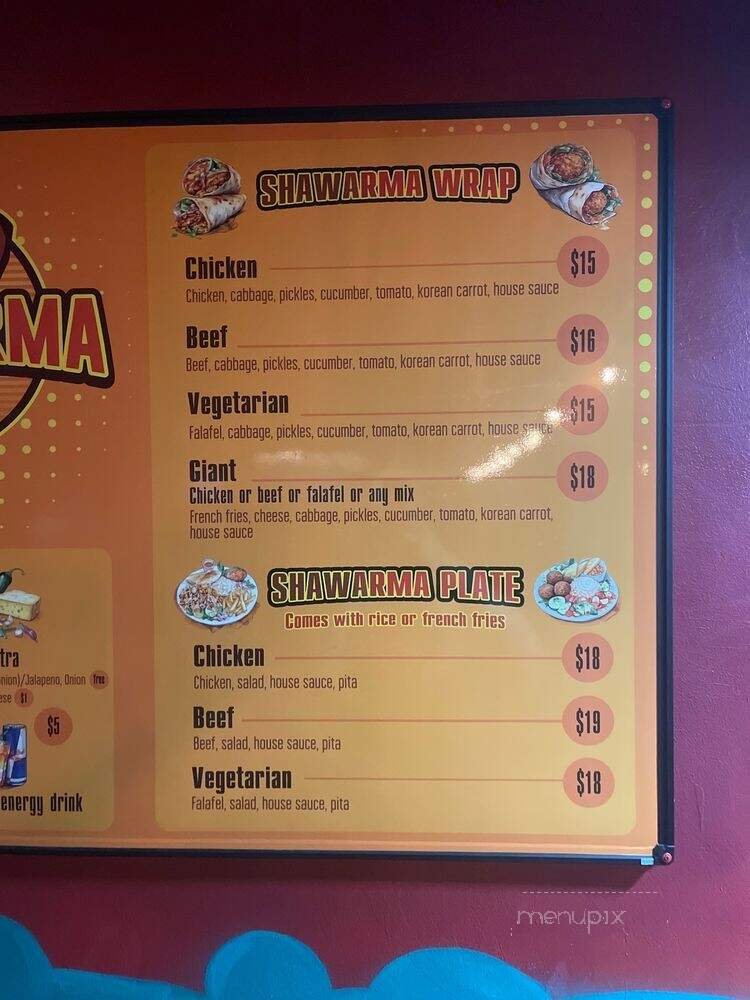 RMA
tra
nion)/Jalapeno, Onion free
ese $1
$5
energy drink
SHAWARMA WRAP
Chicken $15
Chicken, cabbage, pickles, cucumber, tomato, korean carrot, house sauce
Beef $16
Beef, cabbage, pickles, cucumber, tomato, korean carrot, house sauce
Vegetarian $15
Falafel, cabbage, pickles, cucumber, tomato, korean carrot, house sauce
Giant $18
Chicken or beef or falafel or any mix
French fries, cheese, cabbage, pickles, cucumber, tomato, korean carrot,
house sauce
SHAWARMA PLATE
Comes with rice or french fries
Chicken $18
Chicken, salad, house sauce, pita
Beef $19
Beef, salad, house sauce, pita
Vegetarian $18
Falafel, salad, house sauce, pita
menupix